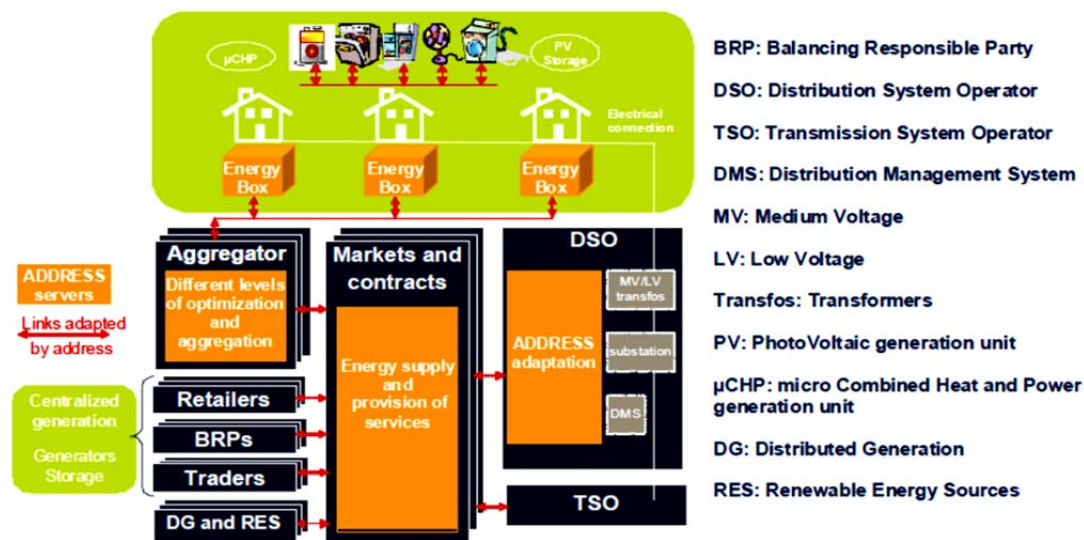 µCHP
PV
Storage
Electrical
connection
Energy
Box
Energy
Box
Energy
Box
ADDRESS
servers
Links adapted
by address
Aggregator
Different levels
of optimization
and
aggregation
Markets and
contracts
Energy supply
and
provision of
services
DSO
ADDRESS
adaptation
MV/LV
transfos
substation
DMS
Centralized
generation
Generators
Storage
Retailers
BRPs
Traders
DG and RES
TSO
BRP: Balancing Responsible Party
DSO: Distribution System Operator
TSO: Transmission System Operator
DMS: Distribution Management System
MV: Medium Voltage
LV: Low Voltage
Transfos: Transformers
PV: PhotoVoltaic generation unit
µCHP: micro Combined Heat and Power
generation unit
DG: Distributed Generation
RES: Renewable Energy Sources